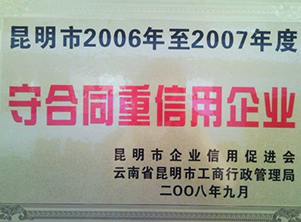 昆明市2006年至2007年度
守合同重信用企业
昆明市企业信用促进会
云南省昆明市工商行政管理局
二〇〇八年九月